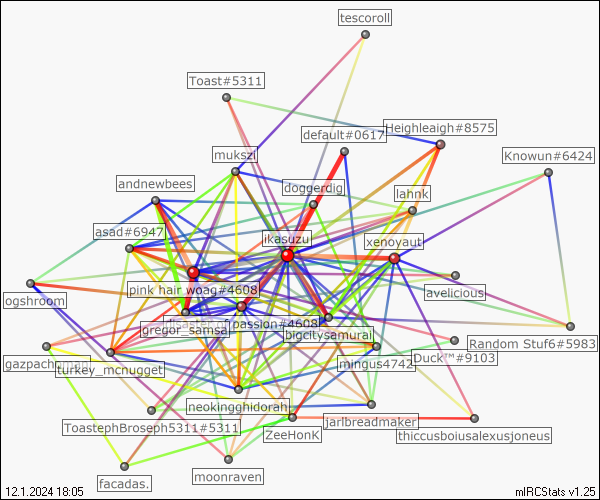 tescoroll
Toast#5311
default#0617
Heighleaigh#8575
mukszi
Knowun#6424
andnewbees
doggerdig
lahnk
asad#6947
ikasuzu
xenoyaut
pink hair woag#4608
avelicious
ogshroom
passion#4608
gregor_samsa
bigcitysamurai
Random Stuf6#5983
turkey_mcnugget
mingus4742
Duck™#9103
neokingghidorah
ToastephBroseph5311#5311
jarlbreadmaker
ZeeHonK
thiccusboiusalexusjoneus
facadas.
moonraven
12.1.2024 18:05
mIRCStats v1.25